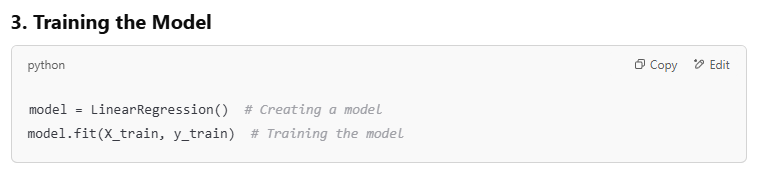 3. Training the Model
python
Copy
Edit
model = LinearRegression()  # Creating a model
model.fit(X_train, y_train)  # Training the model